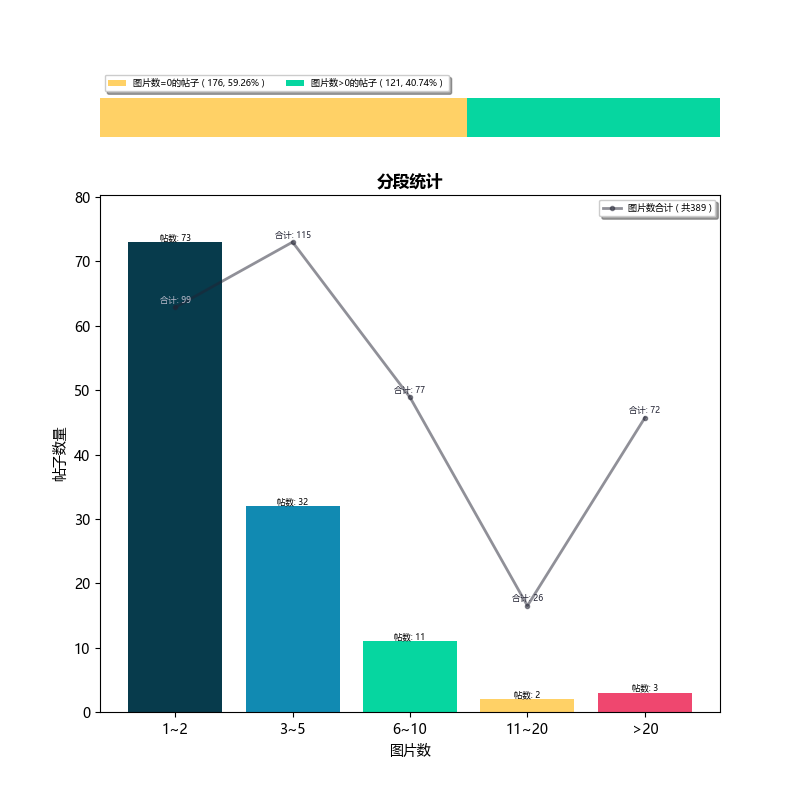 图片数=0的帖子 ( 176, 59.26% )
图片数>0的帖子 ( 121, 40.74% )
分段统计
图片数合计 ( 共389 )
80
70
60
50
40
30
20
10
0
帖子数量
帖数: 73
合计: 99
合计: 115
帖数: 32
合计: 77
帖数: 11
合计: 26
帖数: 2
合计: 72
帖数: 3
1~2
3~5
6~10
11~20
>20
图片数